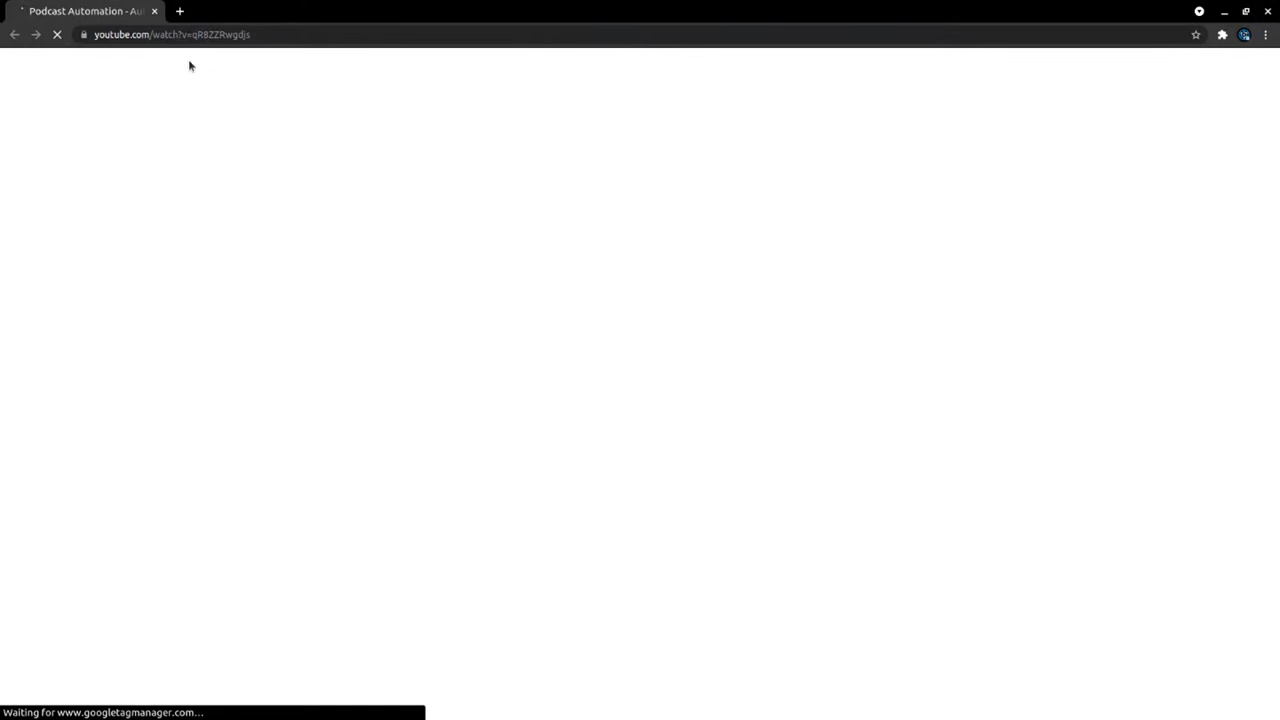 Podcast Automation - Au
youtube.com/watch?v=qR8ZZRwgdjs
Waiting for www.googletagmanager.com...